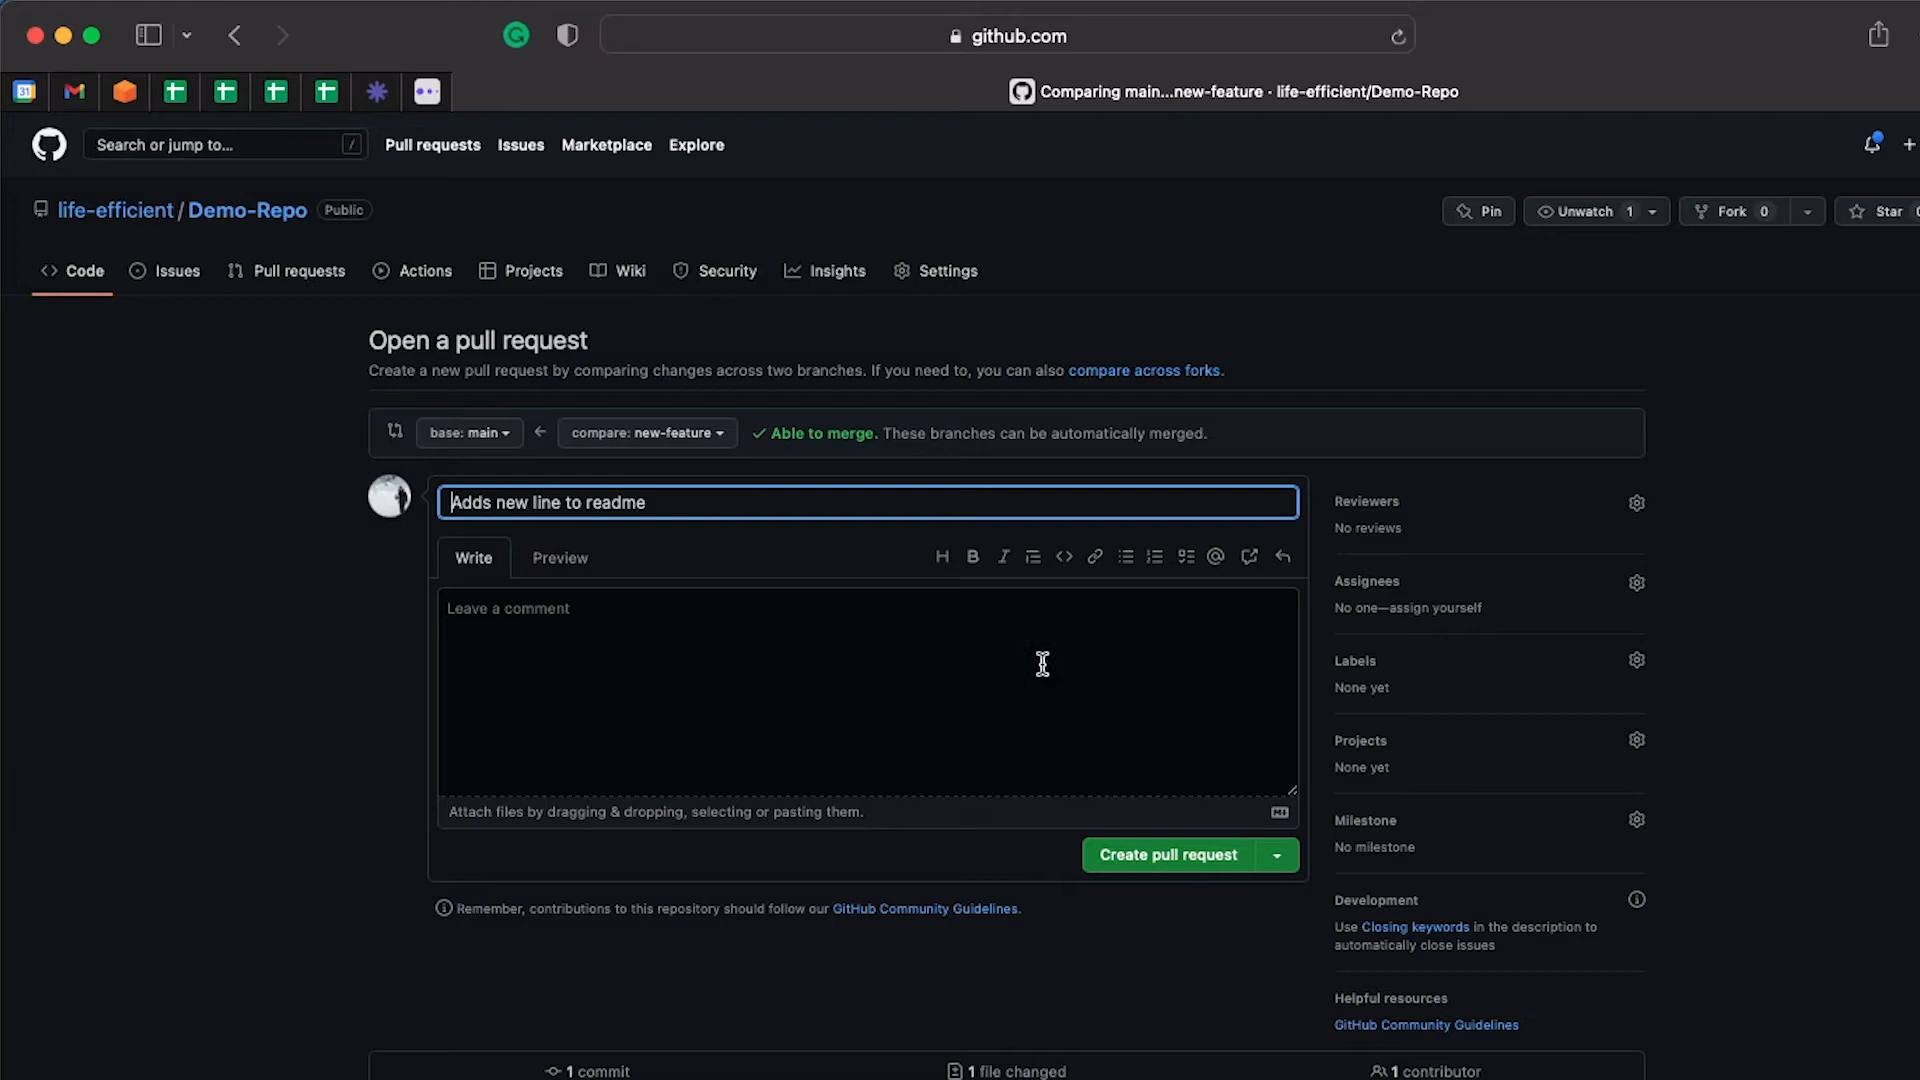 github.com
31
Comparing main...new-feature · life-efficient/Demo-Repo
Search or jump to... /
Pull requests Issues Marketplace Explore
life-efficient / Demo-Repo Public
Pin Unwatch 1 Fork 0 Star
Code Issues Pull requests Actions Projects Wiki Security Insights Settings
Open a pull request
Create a new pull request by comparing changes across two branches. If you need to, you can also compare across forks.
base: main compare: new-feature Able to merge. These branches can be automatically merged.
Adds new line to readme
Write Preview
Leave a comment
Attach files by dragging & dropping, selecting or pasting them.
Create pull request
Remember, contributions to this repository should follow our GitHub Community Guidelines.
Reviewers
No reviews
Assignees
No one—assign yourself
Labels
None yet
Projects
None yet
Milestone
No milestone
Development
Use Closing keywords in the description to
automatically close issues
Helpful resources
GitHub Community Guidelines
1 commit 1 file changed 1 contributor